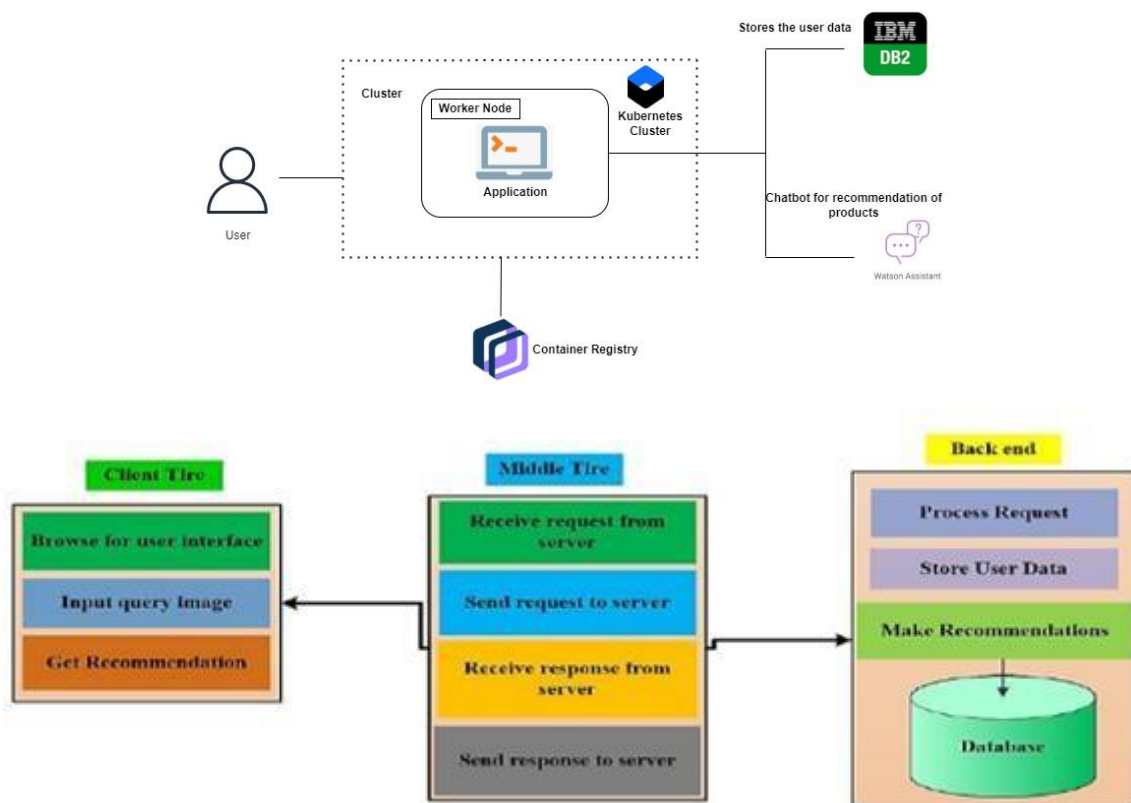 Stores the user data
IBM
DB2
Cluster
Worker Node
Kubernetes
Cluster
Application
User
Chatbot for recommendation of
products
?
Watson Assistant
Container Registry
Client Tire
Browse for user interface
Input query image
Get Recommendation
Middle Tire
Receive request from
server
Send request to server
Receive response from
server
Send response to server
Back end
Process Request
Store User Data
Make Recommendations
Database